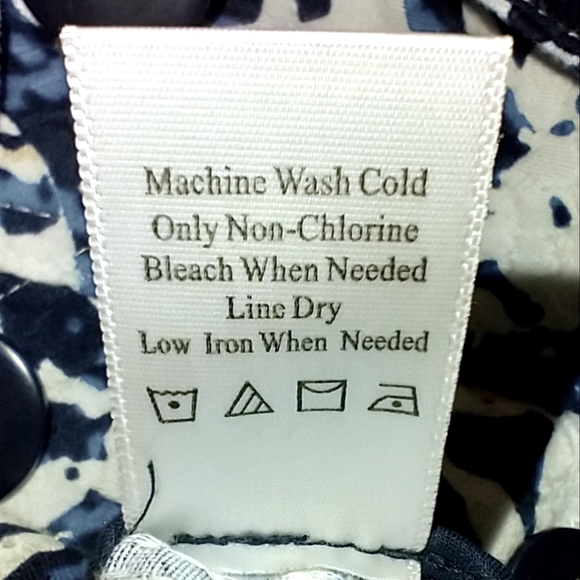 Machine Wash Cold
Only Non-Chlorine
Bleach When Needed
Line Dry
Low Iron When Needed